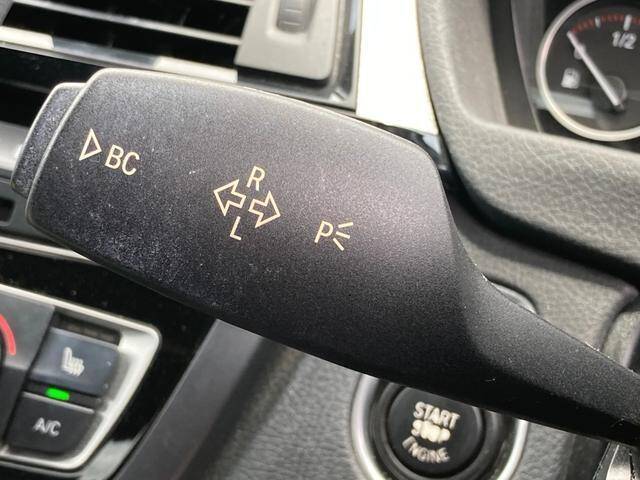 1/2
BC
R
L
P
A/C
START
STOP
ENGINE